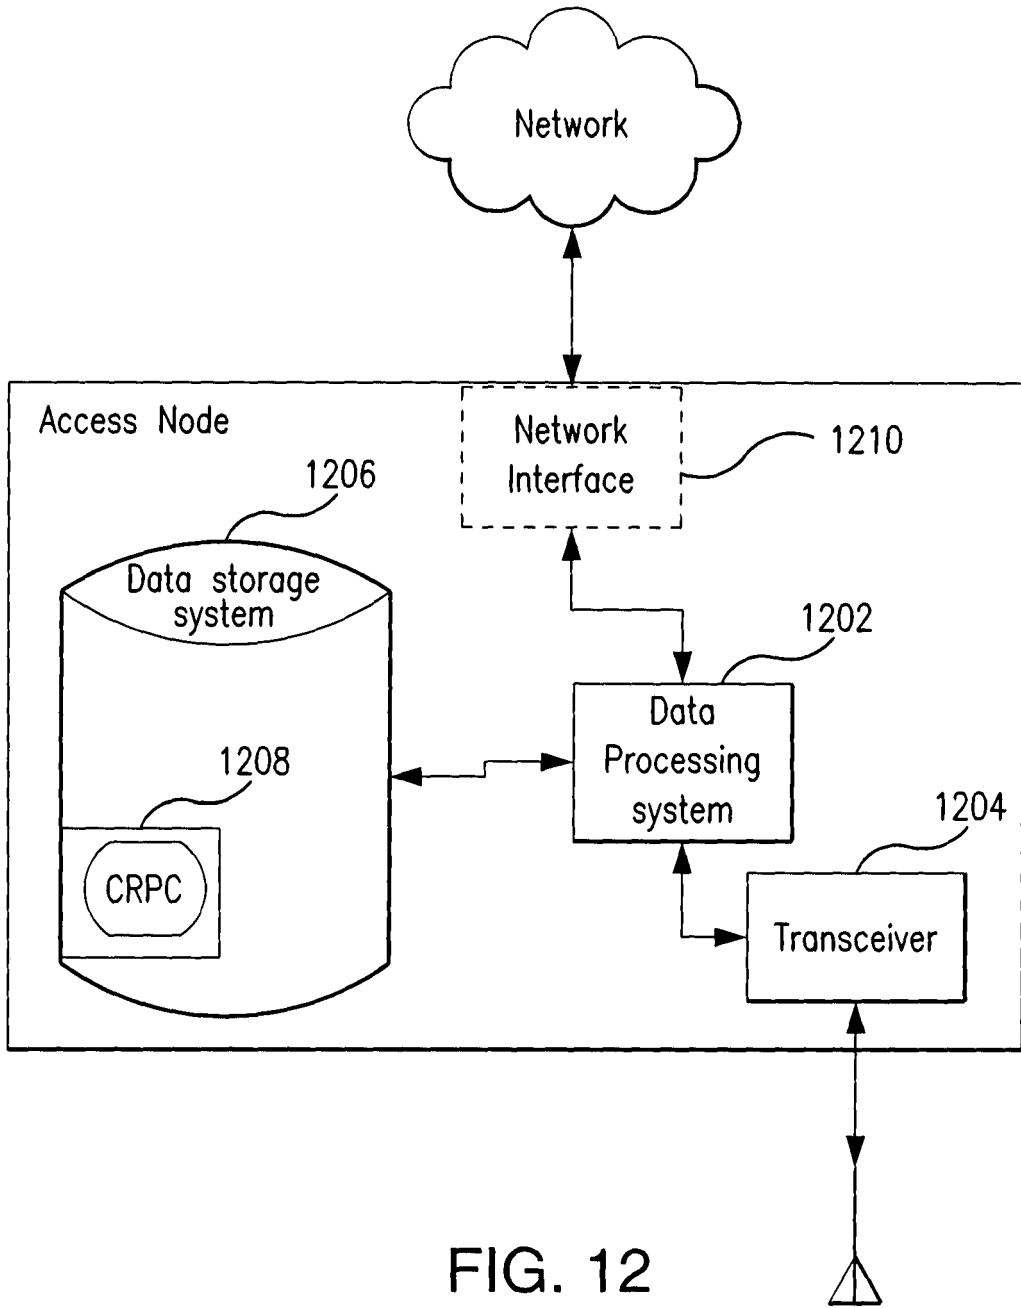 Network
Access Node
Network
Interface
1210
1206
Data storage
system
1202
Data
Processing
system
1208
CRPC
1204
Transceiver
FIG. 12